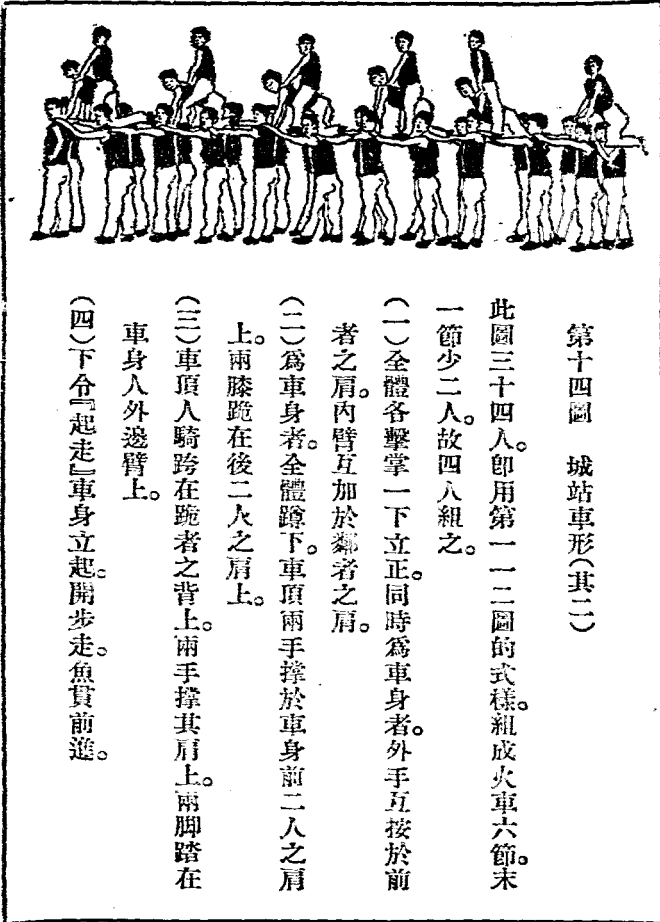 第十四圖　城站車形(其二)
此圖三十四人。卽用第一一二圖的式樣。組成火車六節。末
一節少二人。故四人組之。
(一)全體各擊掌一下立正。同時爲車身者。外手互按於前
者之肩。內臂互加於鄰者之肩。
(二)爲車身者。全體蹲下。車頂兩手撑於車身前二人之肩
上。兩膝跪在後二人之肩上。
(三)車頂人騎跨在跪者之背上。兩手撑其肩上。兩脚踏在
車身人外邊臂上。
(四)下令『起走』車身立起。開步走。魚貫前進。